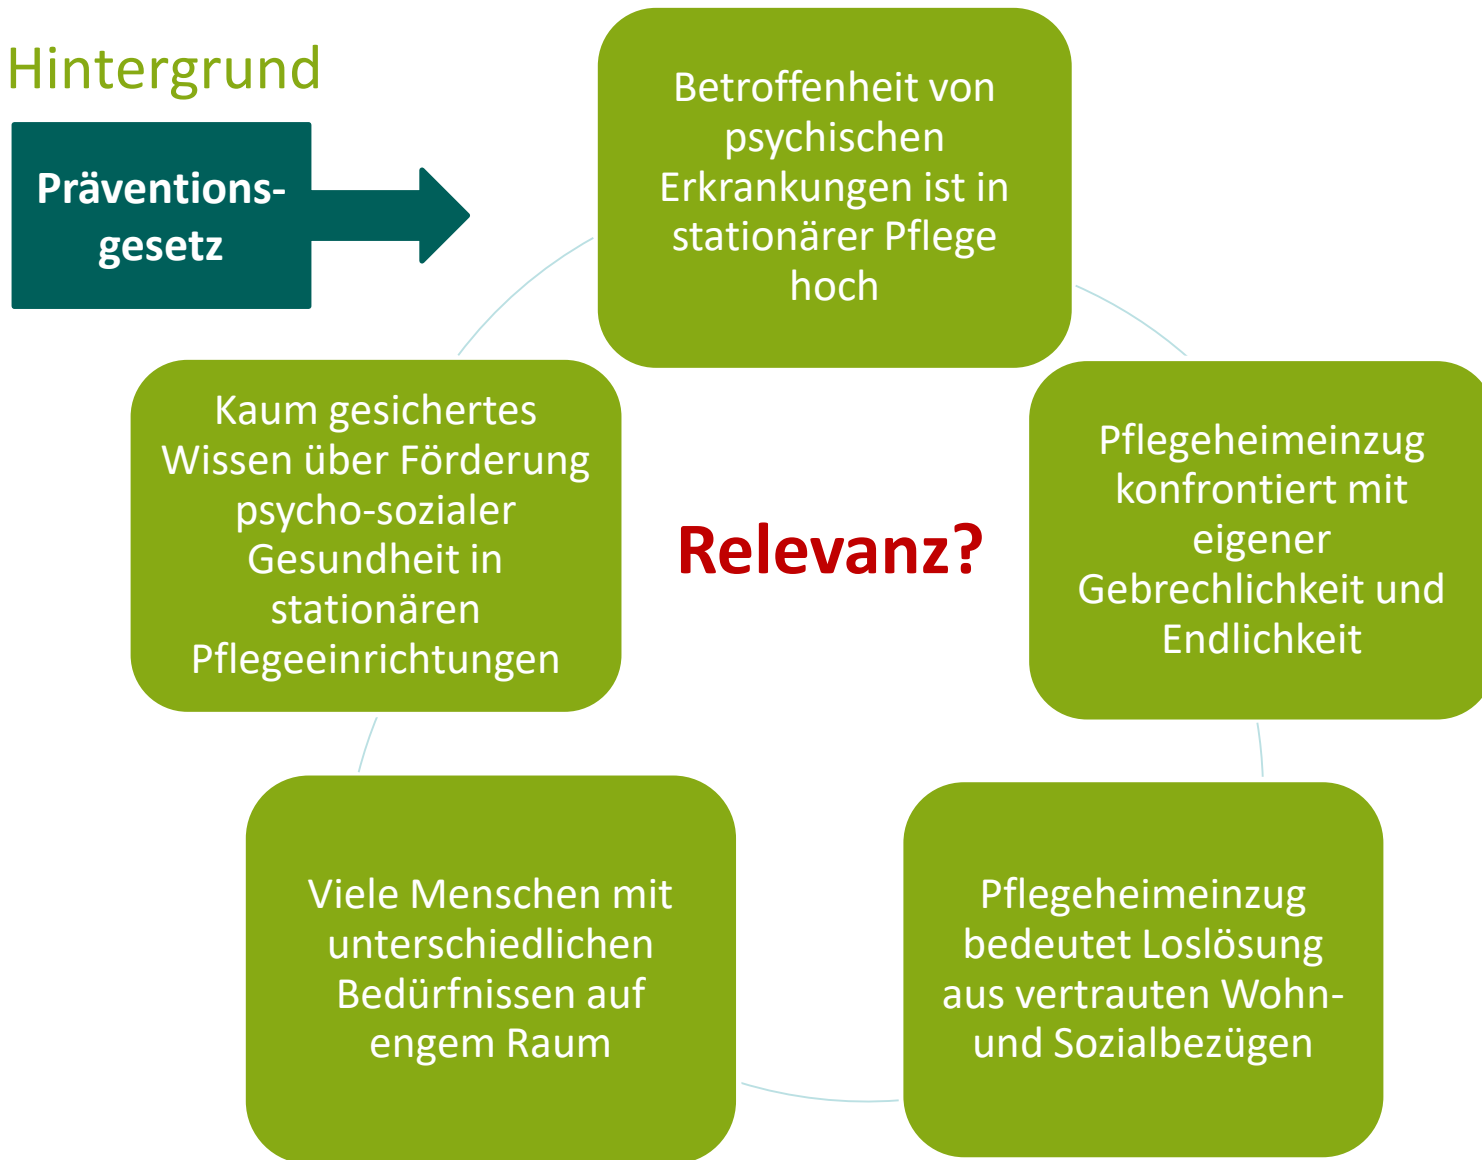 Hintergrund
Präventions-
gesetz
Betroffenheit von
psychischen
Erkrankungen ist in
stationärer Pflege
hoch
Pflegeheimeinzug
konfrontiert mit
eigener
Gebrechlichkeit und
Endlichkeit
Pflegeheimeinzug
bedeutet Loslösung
aus vertrauten Wohn-
und Sozialbezügen
Viele Menschen mit
unterschiedlichen
Bedürfnissen auf
engem Raum
Kaum gesichertes
Wissen über Förderung
psycho-sozialer
Gesundheit in
stationären
Pflegeeinrichtungen
Relevanz?